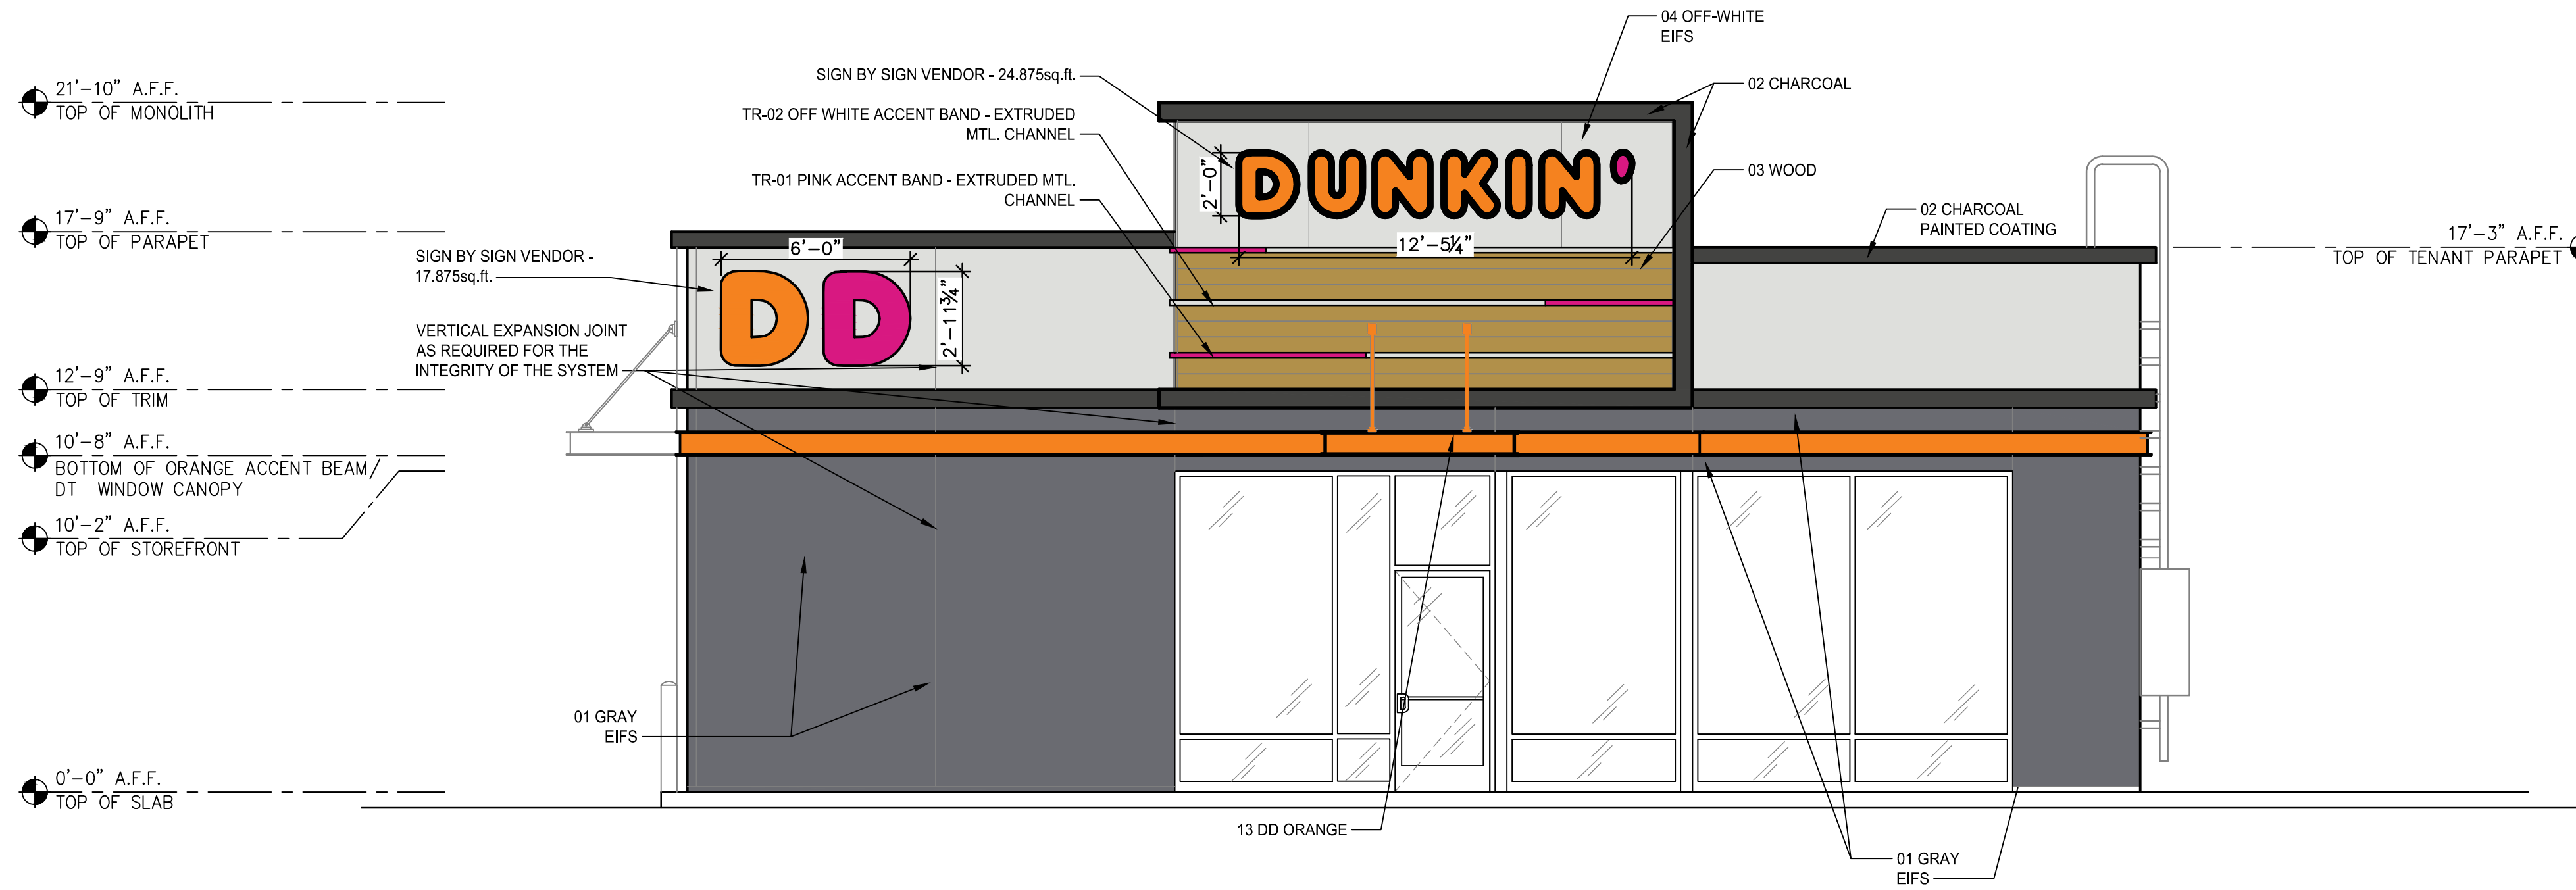 21'-10" A.F.F.
TOP OF MONOLITH
17'-9" A.F.F.
TOP OF PARAPET
12'-9" A.F.F.
TOP OF TRIM
10'-8" A.F.F.
BOTTOM OF ORANGE ACCENT BEAM/
DT WINDOW CANOPY
10'-2" A.F.F.
TOP OF STOREFRONT
0'-0" A.F.F.
TOP OF SLAB
SIGN BY SIGN VENDOR - 24.875sq.ft.
TR-02 OFF WHITE ACCENT BAND - EXTRUDED
MTL. CHANNEL
TR-01 PINK ACCENT BAND - EXTRUDED MTL.
CHANNEL
SIGN BY SIGN VENDOR -
17.875sq.ft.
VERTICAL EXPANSION JOINT
AS REQUIRED FOR THE
INTEGRITY OF THE SYSTEM
6'-0"
DD
2'-11¾"
2'-0"
DUNKIN'
12'-5¼"
04 OFF-WHITE
EIFS
02 CHARCOAL
03 WOOD
02 CHARCOAL
PAINTED COATING
17'-3" A.F.F.
TOP OF TENANT PARAPET
01 GRAY
EIFS
13 DD ORANGE
01 GRAY
EIFS